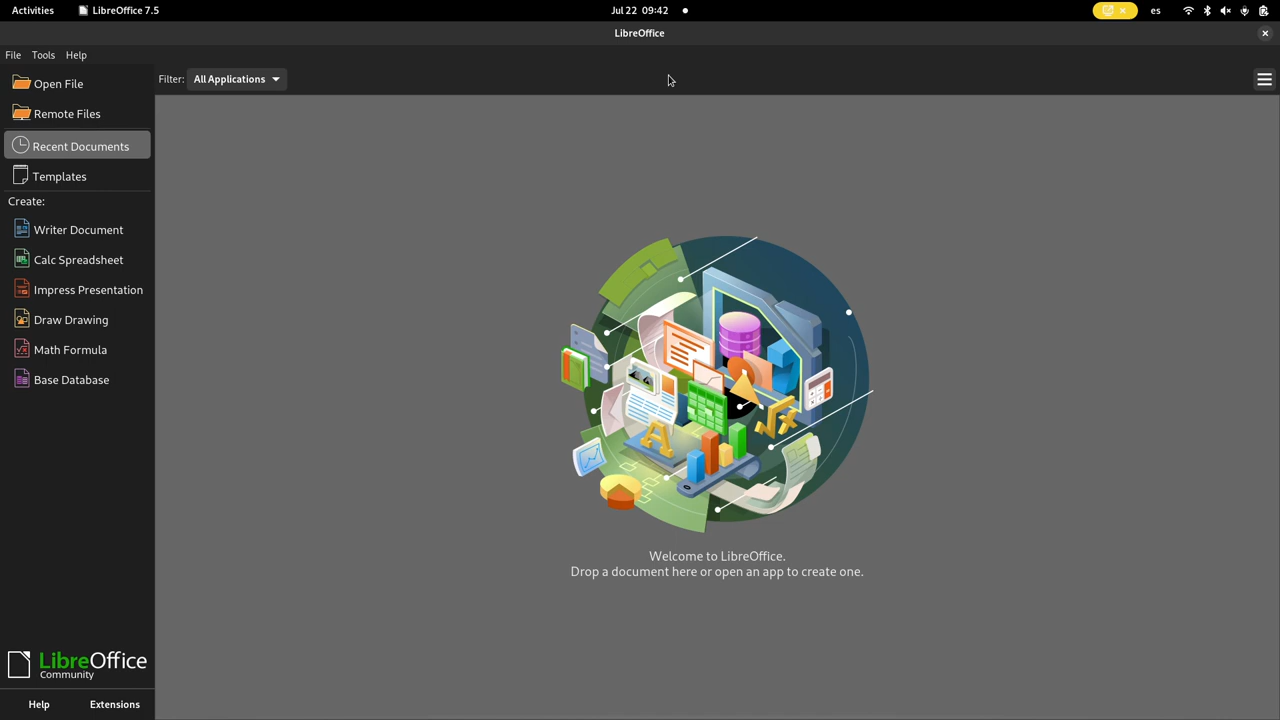 Activities LibreOffice 7.5 Jul 22 09:42 es
LibreOffice
File Tools Help
Open File
Filter: All Applications
Remote Files
Recent Documents
Templates
Create:
Writer Document
Calc Spreadsheet
Impress Presentation
Draw Drawing
Math Formula
Base Database
Welcome to LibreOffice.
Drop a document here or open an app to create one.
LibreOffice
Community
Help Extensions